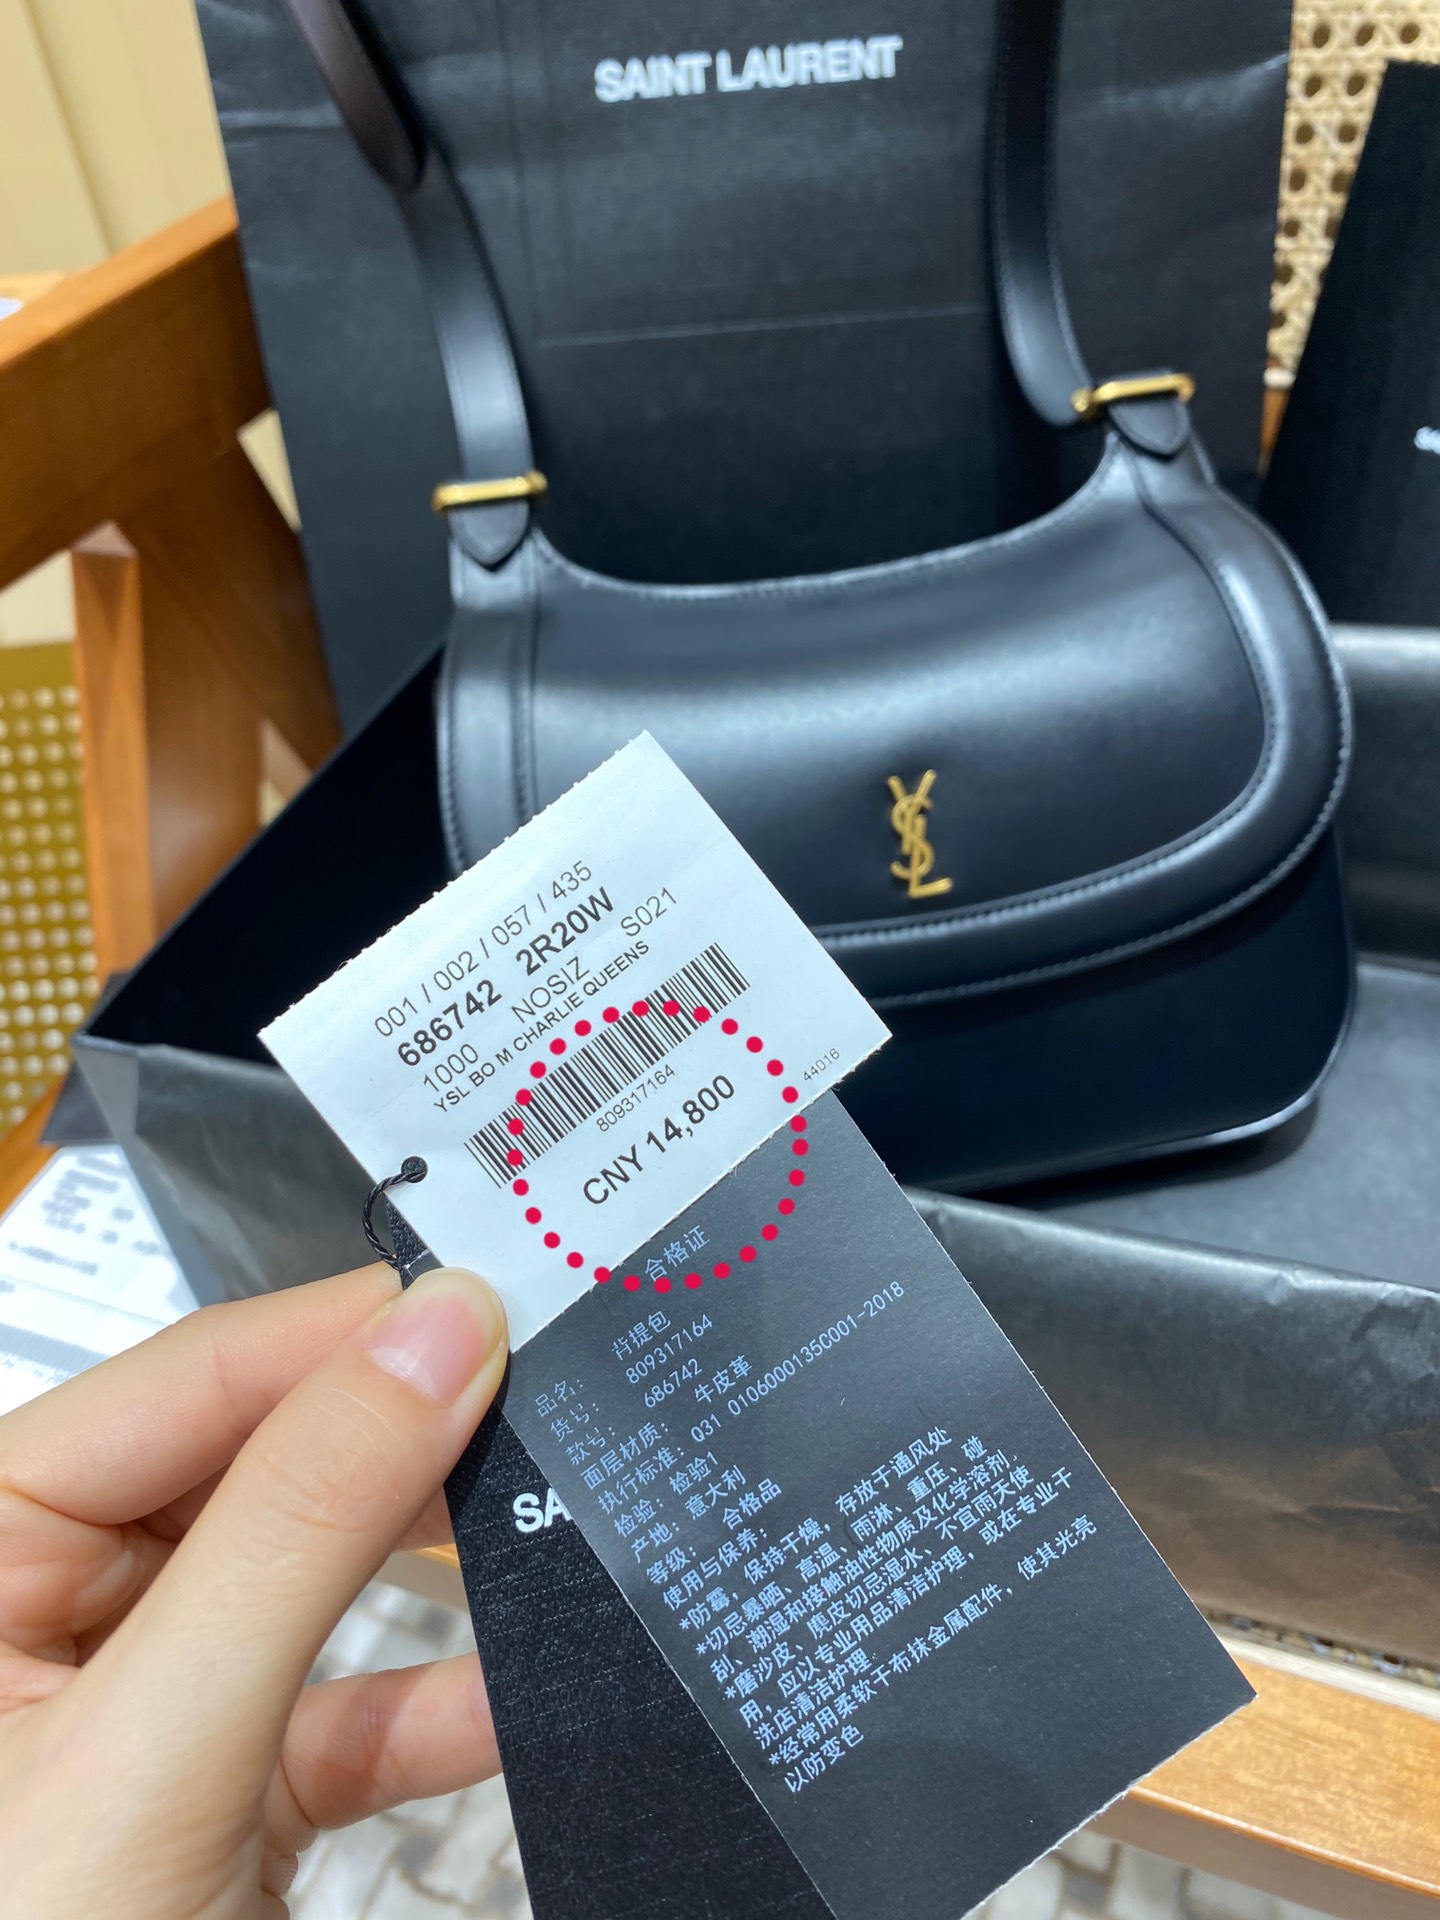 SAINT LAURENT
YSL
001 / 002 / 057 / 435
686742 2R20W
1000 NOSIZ S021
YSL BO M CHARLIE QUEENS
809317164
44016
CNY 14,800
合格证
品名: 背提包
货号: 809317164
款号: 686742
面层材质: 牛皮革
执行标准: Q31 0106000135C001-2018
检验: 检验1
产地: 意大利
等级: 合格品
使用与保养:
*防霉，保持干燥，存放于通风处
*切忌暴晒、高温、雨淋、重压、碰
刮、潮湿和接触油性物质及化学溶剂
*磨沙皮、麂皮切忌湿水、不宜雨天使
用，应以专业用品清洁护理，或在专业干
洗店清洁护理
*经常用柔软干布抹金属配件，使其光亮
以防变色
SA